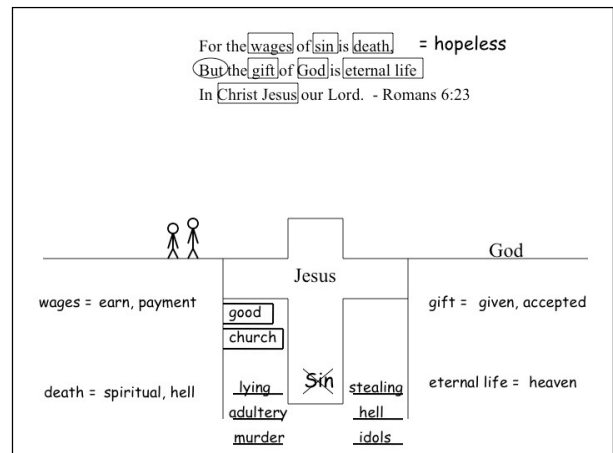 For the wages of sin is death, = hopeless
But the gift of God is eternal life
In Christ Jesus our Lord. - Romans 6:23
God
Jesus
wages = earn, payment
gift = given, accepted
good
church
death = spiritual, hell
lying
Sin
stealing
eternal life = heaven
adultery
hell
murder
idols